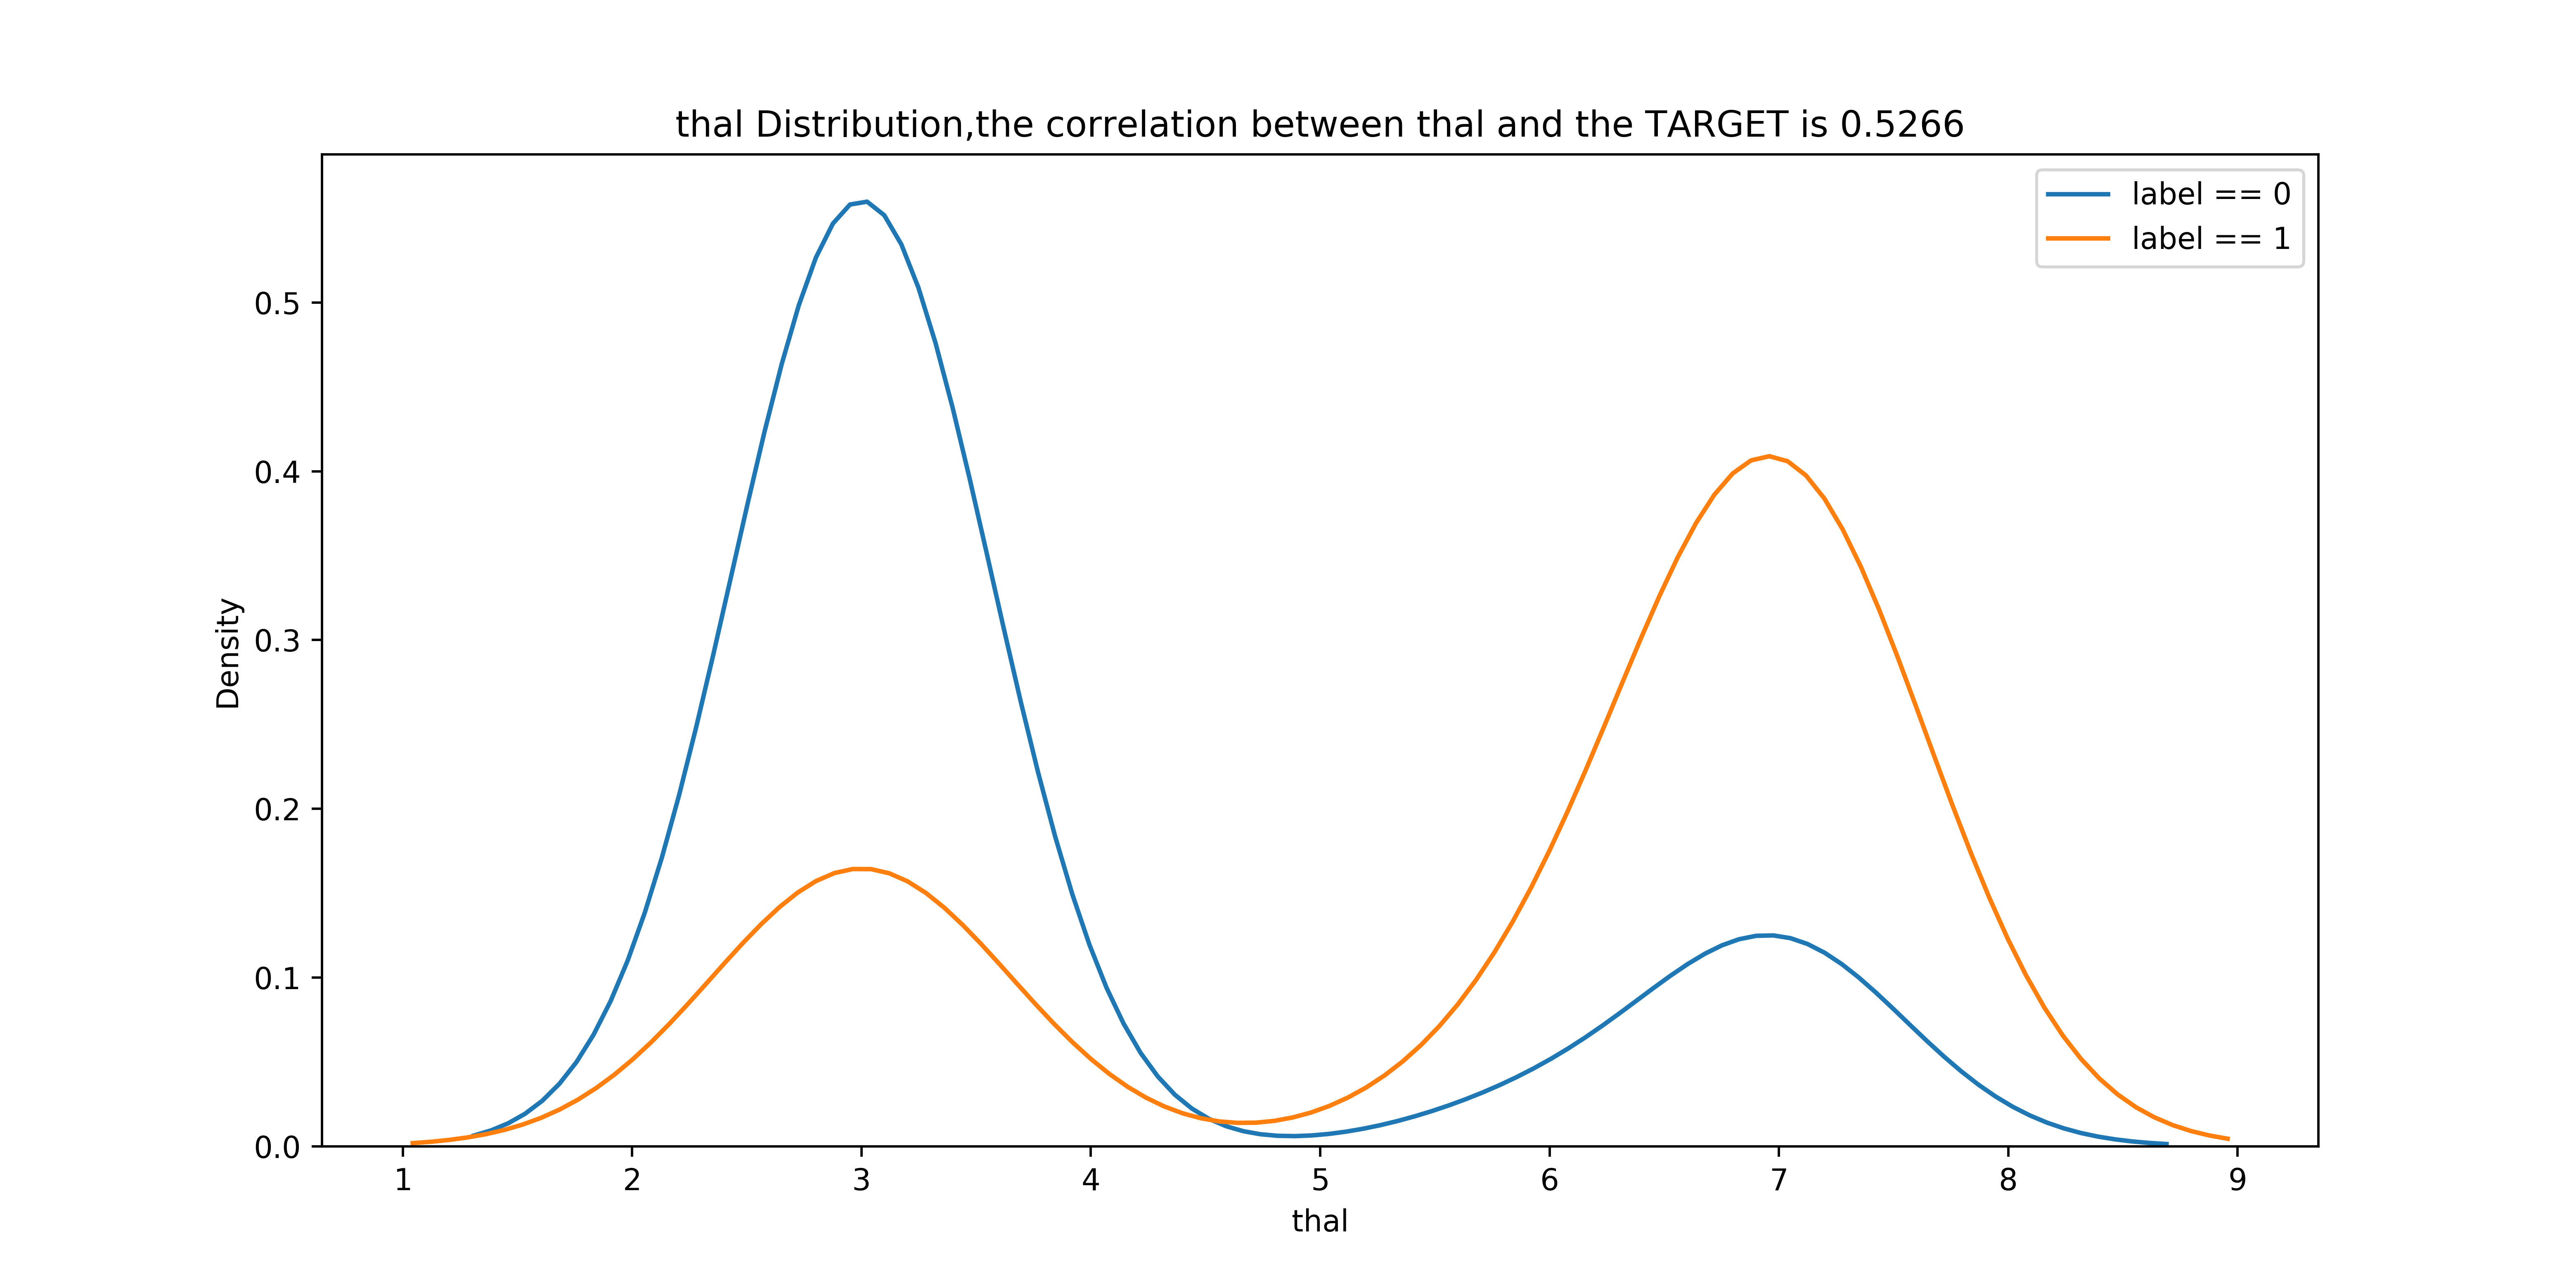 thal Distribution,the correlation between thal and the TARGET is 0.5266
label == 0
label == 1
0.5
0.4
0.3
0.2
0.1
0.0
Density
1 2 3 4 5 6 7 8 9
thal